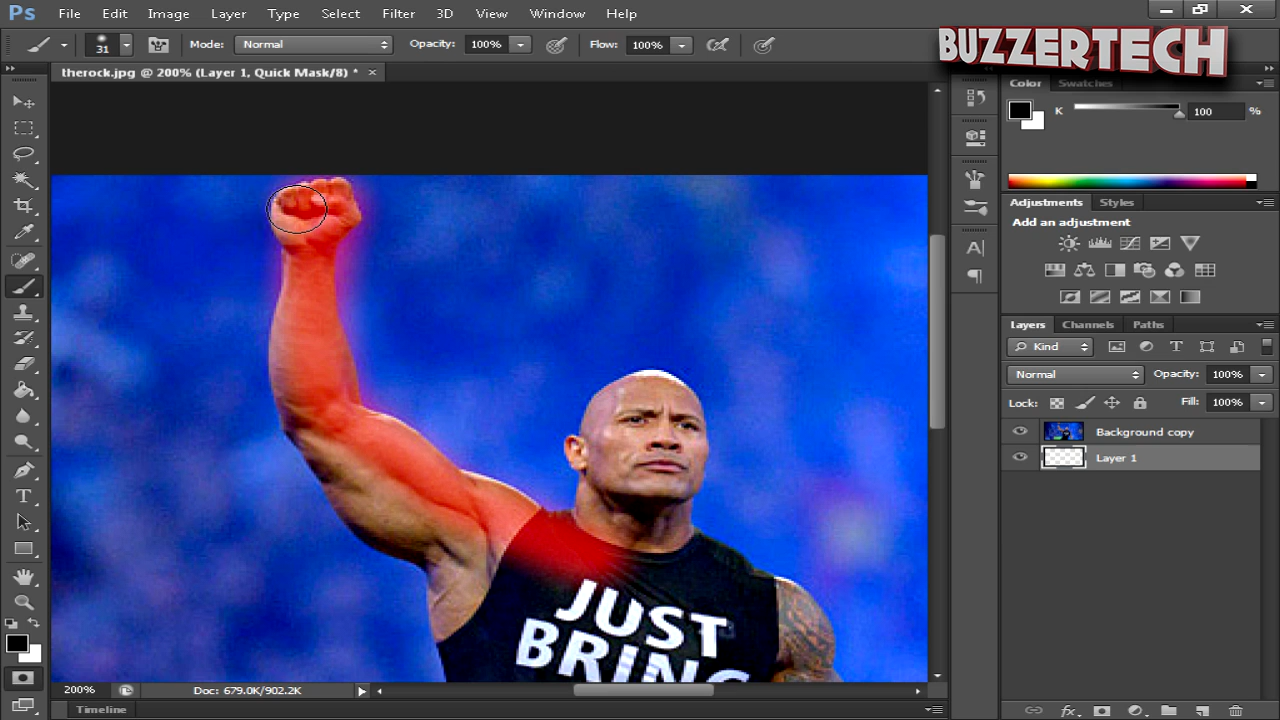 Ps File Edit Image Layer Type Select Filter 3D View Window Help
31 Mode: Normal Opacity: 100% Flow: 100%
BUZZERTECH
therock.jpg @ 200% (Layer 1, Quick Mask/8) * ×
Color Swatches
K 100 %
Adjustments Styles
Add an adjustment
A|
Layers Channels Paths
Kind
Normal Opacity: 100%
Lock: Fill: 100%
Background copy
Layer 1
JUST
BRING
200% Doc: 679.0K/902.2K
Timeline